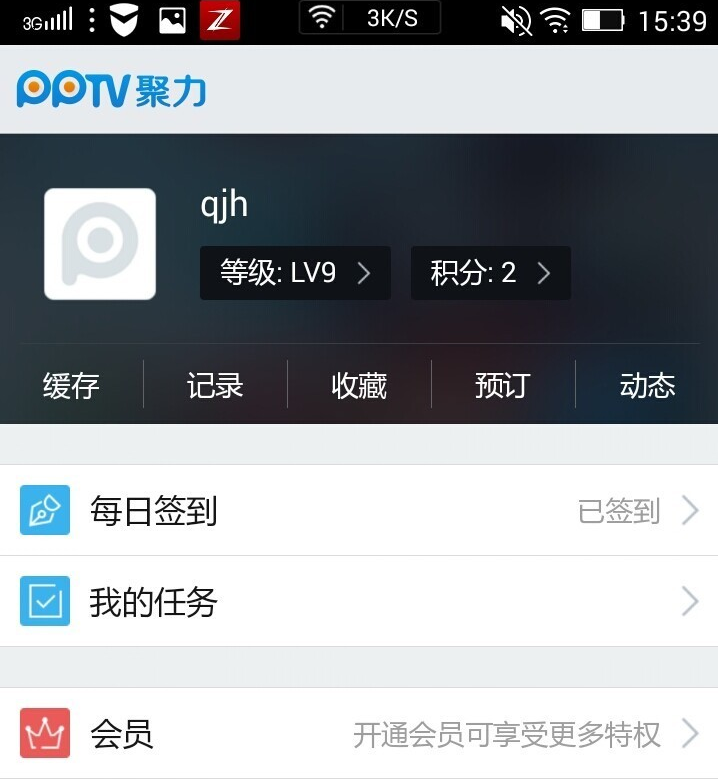 3G 3K/S 15:39
PPTV聚力
qjh
等级: LV9 积分: 2
缓存 记录 收藏 预订 动态
每日签到 已签到
我的任务
会员 开通会员可享受更多特权